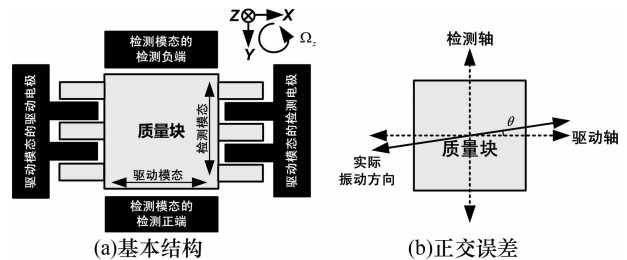 检测模态的
检测负端
Z
X
Y
Ωz
驱动模态的驱动电极
质量块
检测模态
驱动模态
驱动模态的检测电极
检测模态的
检测正端
(a)基本结构
检测轴
θ
驱动轴
质量块
实际
振动方向
(b)正交误差